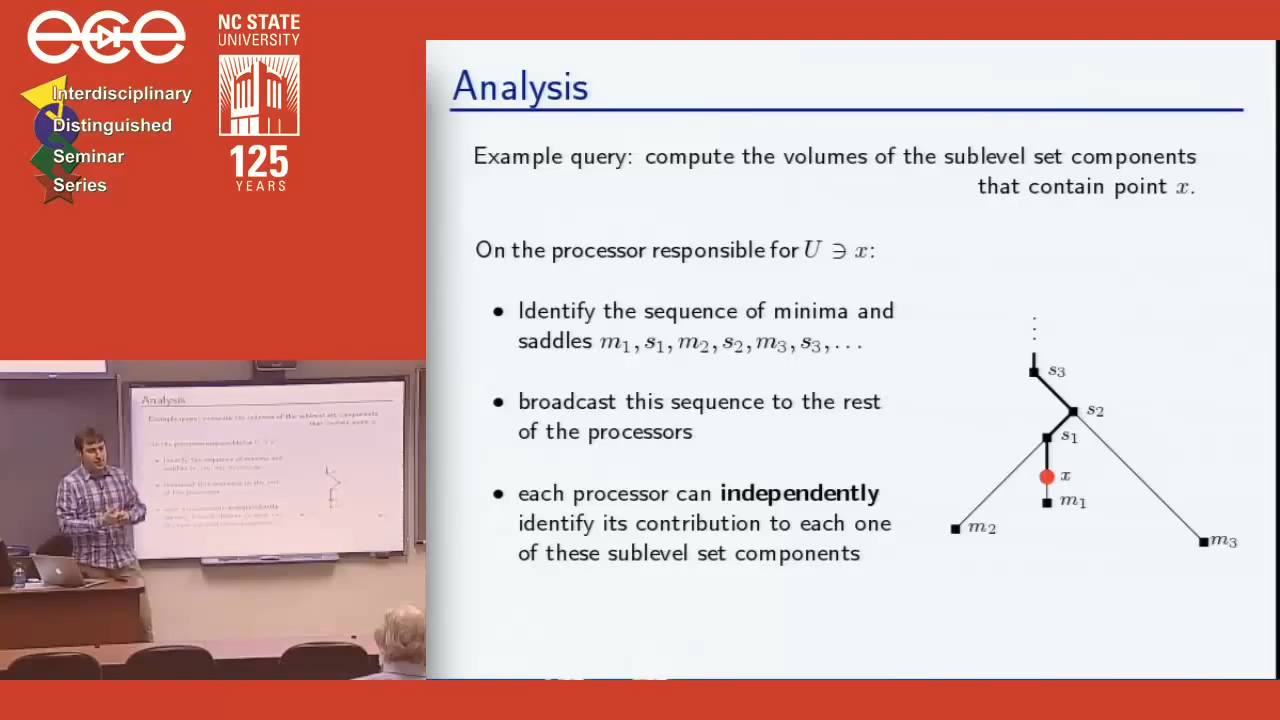 ece
NC STATE
UNIVERSITY
Interdisciplinary
Distinguished
Seminar
Series
125
YEARS
Analysis
Example query: compute the volumes of the sublevel set components
that contain point x.
On the processor responsible for U ∋ x:
• Identify the sequence of minima and
saddles m₁, s₁, m₂, s₂, m₃, s₃, . . .
• broadcast this sequence to the rest
of the processors
• each processor can independently
identify its contribution to each one
of these sublevel set components
s₃
s₂
s₁
x
m₁
m₂
m₃
Analysis